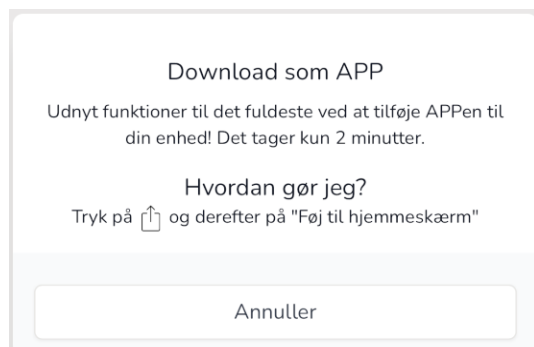 Download som APP
Udnyt funktioner til det fuldeste ved at tilføje APPen til
din enhed! Det tager kun 2 minutter.
Hvordan gør jeg?
Tryk på og derefter på "Føj til hjemmeskærm"
Annuller